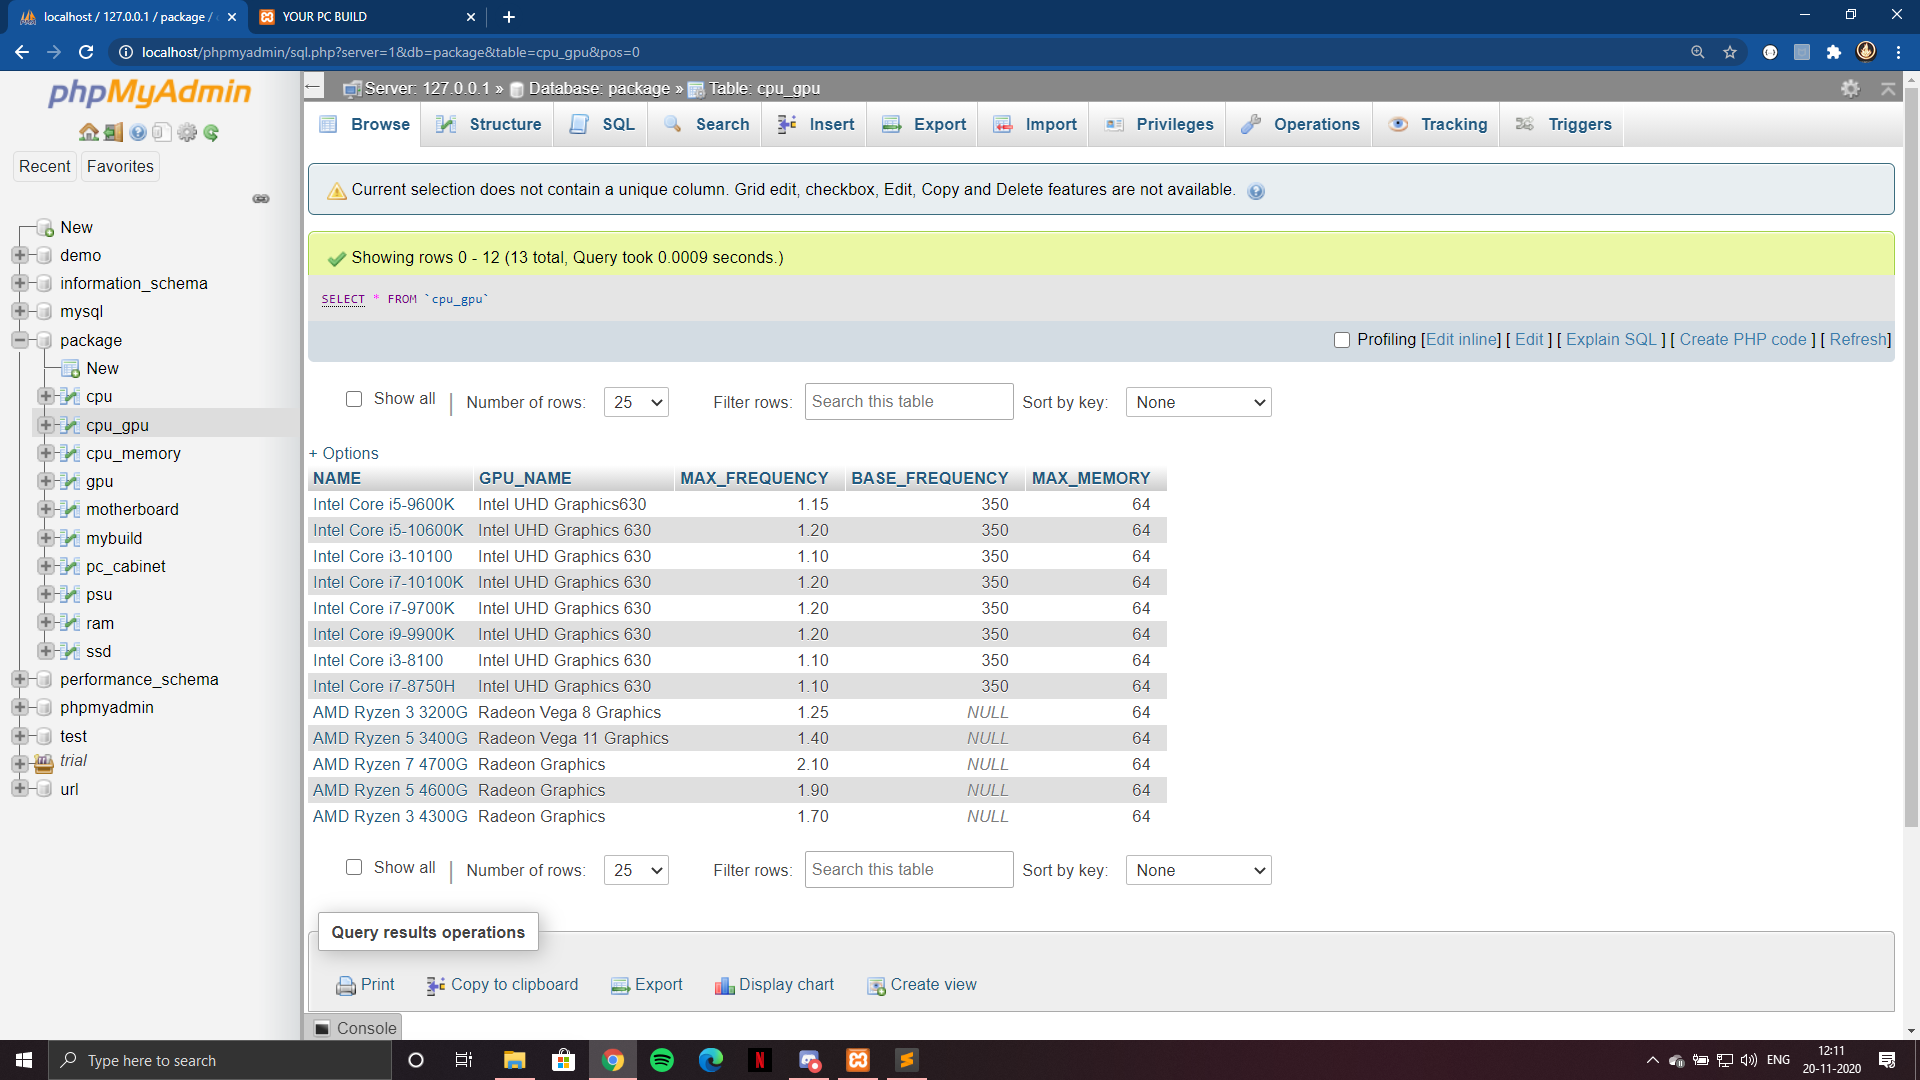 localhost / 127.0.0.1 / package /
YOUR PC BUILD
localhost/phpmyadmin/sql.php?server=1&db=package&table=cpu_gpu&pos=0
phpMyAdmin
Recent
Favorites
New
demo
information_schema
mysql
package
New
cpu
cpu_gpu
cpu_memory
gpu
motherboard
mybuild
pc_cabinet
psu
ram
ssd
performance_schema
phpmyadmin
test
trial
url
Server: 127.0.0.1 » Database: package » Table: cpu_gpu
Browse Structure SQL Search Insert Export Import Privileges Operations Tracking Triggers
Current selection does not contain a unique column. Grid edit, checkbox, Edit, Copy and Delete features are not available.
Showing rows 0 - 12 (13 total, Query took 0.0009 seconds.)
SELECT * FROM `cpu_gpu`
Profiling [Edit inline] [ Edit ] [ Explain SQL ] [ Create PHP code ] [ Refresh]
Show all | Number of rows: 25 Filter rows: Search this table Sort by key: None
+ Options
NAME GPU_NAME MAX_FREQUENCY BASE_FREQUENCY MAX_MEMORY
Intel Core i5-9600K Intel UHD Graphics630 1.15 350 64
Intel Core i5-10600K Intel UHD Graphics 630 1.20 350 64
Intel Core i3-10100 Intel UHD Graphics 630 1.10 350 64
Intel Core i7-10100K Intel UHD Graphics 630 1.20 350 64
Intel Core i7-9700K Intel UHD Graphics 630 1.20 350 64
Intel Core i9-9900K Intel UHD Graphics 630 1.20 350 64
Intel Core i3-8100 Intel UHD Graphics 630 1.10 350 64
Intel Core i7-8750H Intel UHD Graphics 630 1.10 350 64
AMD Ryzen 3 3200G Radeon Vega 8 Graphics 1.25 NULL 64
AMD Ryzen 5 3400G Radeon Vega 11 Graphics 1.40 NULL 64
AMD Ryzen 7 4700G Radeon Graphics 2.10 NULL 64
AMD Ryzen 5 4600G Radeon Graphics 1.90 NULL 64
AMD Ryzen 3 4300G Radeon Graphics 1.70 NULL 64
Show all | Number of rows: 25 Filter rows: Search this table Sort by key: None
Query results operations
Print Copy to clipboard Export Display chart Create view
Console
Type here to search
ENG
12:11
20-11-2020